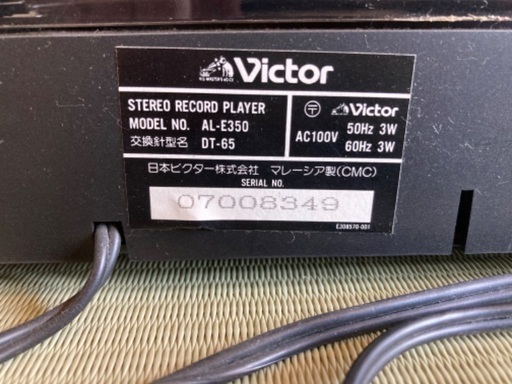 Victor
STEREO RECORD PLAYER
MODEL NO. AL-E350
交換針型名 DT-65
〒 Victor
AC100V 50Hz 3W
60Hz 3W
日本ビクター株式会社 マレーシア製(CMC)
SERIAL NO.
07008349
E308570-001